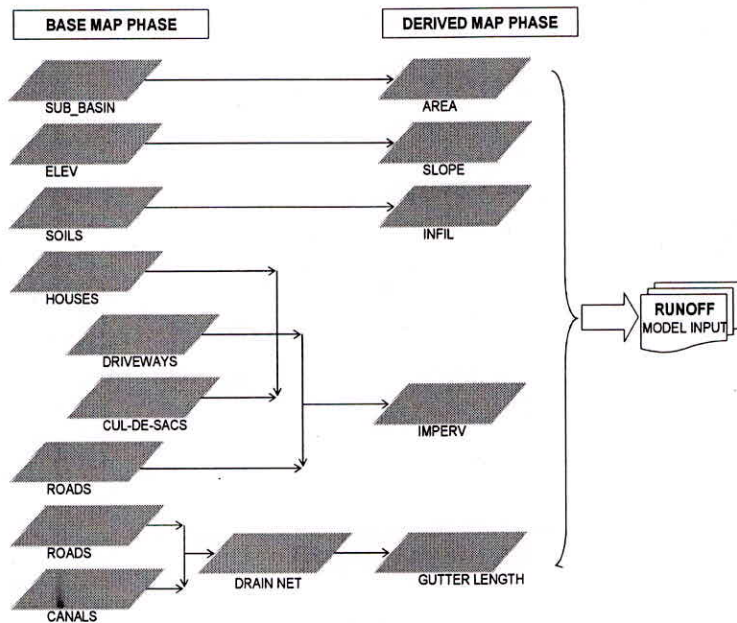 BASE MAP PHASE
DERIVED MAP PHASE
SUB_BASIN
AREA
ELEV
SLOPE
SOILS
INFIL
HOUSES
DRIVEWAYS
CUL-DE-SACS
IMPERV
ROADS
ROADS
DRAIN NET
GUTTER LENGTH
CANALS
RUNOFF
MODEL INPUT